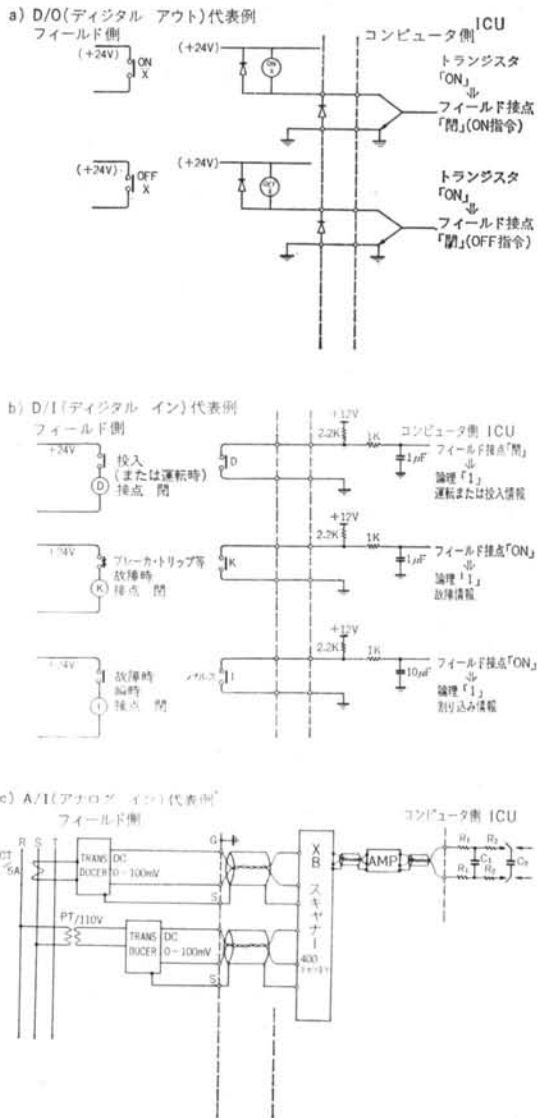 a) D/O(ディジタル アウト)代表例
フィールド側
コンピュータ側 ICU
(+24V)
ON
X
(+24V)
ON
X
トランジスタ
「ON」
⇓
フィールド接点
「閉」(ON指令)
(+24V)
OFF
X
(+24V)
OFF
X
トランジスタ
「ON」
⇓
フィールド接点
「閉」(OFF指令)
b) D/I(ディジタル イン)代表例
フィールド側
コンピュータ側 ICU
+24V
投入
(または運転時)
接点 閉
D
D
+12V
2.2K
1K
1μF
フィールド接点「閉」
⇓
論理「1」
運転または投入情報
+24V
ブレーカ・トリップ等
故障時
接点 閉
K
K
+12V
2.2K
1K
1μF
フィールド接点「ON」
⇓
論理「1」
故障情報
+24V
故障時
接点 閉
I
パルス
I
+12V
2.2K
1K
10μF
フィールド接点「ON」
⇓
論理「1」
割り込み情報
c) A/I(アナログ イン)代表例
フィールド側
コンピュータ側 ICU
R S T
CT
/5A
TRANS
DUCER
DC
0-100mV
G
S
PT/110V
TRANS
DUCER
DC
0-100mV
S
XB
スキャナー
400
AMP
R₁
R₂
C₁
C₂
R₁
R₂